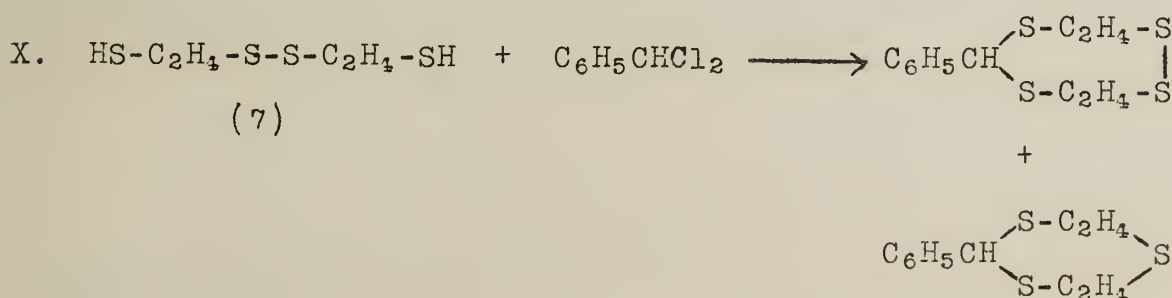 S-C₂H₄-S
X. HS-C₂H₄-S-S-C₂H₄-SH + C₆H₅CHCl₂ ⟶ C₆H₅CH
S-C₂H₄-S
(7)
+
S-C₂H₄
C₆H₅CH S
S-C₂H₄